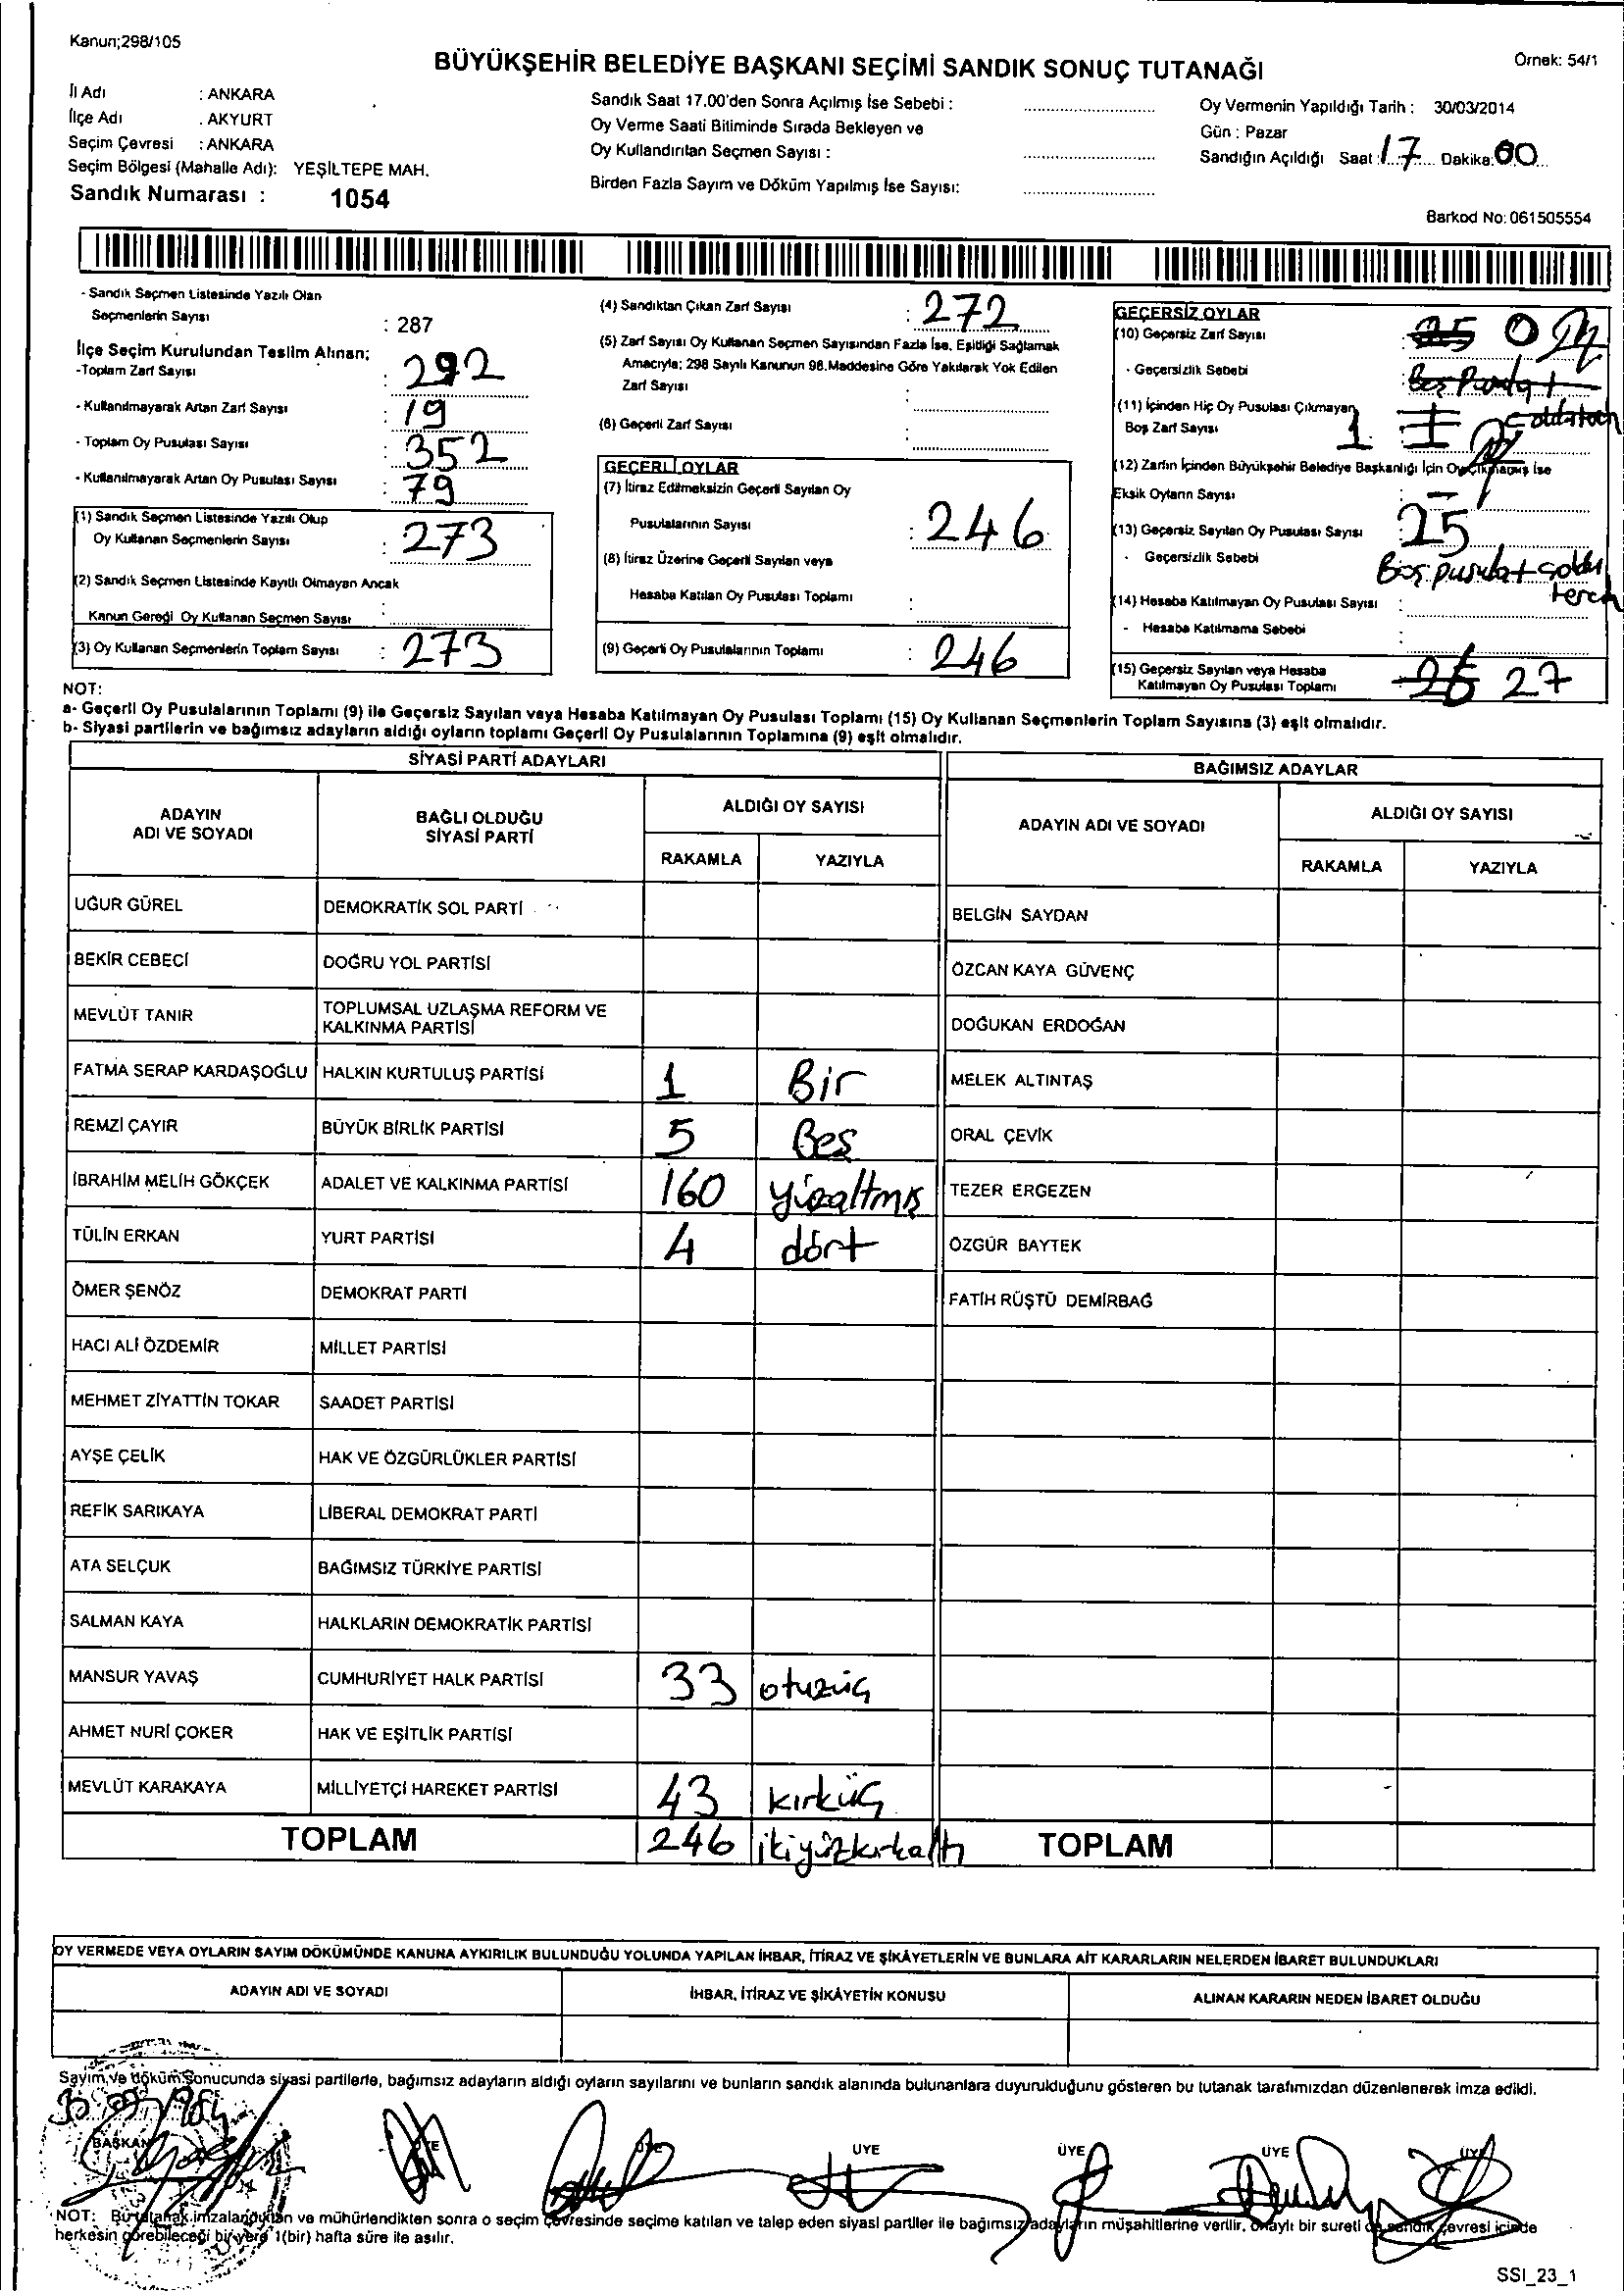 Kanun;298/105
BÜYÜKŞEHİR BELEDİYE BAŞKANI SEÇİMİ SANDIK SONUÇ TUTANAĞI
Örnek: 54/1
İl Adı : ANKARA
İlçe Adı . AKYURT
Seçim Çevresi : ANKARA
Seçim Bölgesi (Mahalle Adı): YEŞİLTEPE MAH.
Sandık Numarası : 1054
Sandık Saat 17.00'den Sonra Açılmış İse Sebebi :
Oy Verme Saati Bitiminde Sırada Bekleyen ve
Oy Kullandırılan Seçmen Sayısı :
Birden Fazla Sayım ve Döküm Yapılmış İse Sayısı:
Oy Vermenin Yapıldığı Tarih : 30/03/2014
Gün : Pazar
Sandığın Açıldığı Saat : 17 Dakika: 00
Barkod No: 061505554
- Sandık Seçmen Listesinde Yazılı Olan
Seçmenlerin Sayısı : 287
İlçe Seçim Kurulundan Teslim Alınan;
-Toplam Zarf Sayısı : 292
- Kullanılmayarak Artan Zarf Sayısı : 19
- Toplam Oy Pusulası Sayısı : 352
- Kullanılmayarak Artan Oy Pusulası Sayısı : 79
(1) Sandık Seçmen Listesinde Yazılı Olup
Oy Kullanan Seçmenlerin Sayısı : 273
(2) Sandık Seçmen Listesinde Kayıtlı Olmayan Ancak
Kanun Gereği Oy Kullanan Seçmen Sayısı :
(3) Oy Kullanan Seçmenlerin Toplam Sayısı : 273
(4) Sandıktan Çıkan Zarf Sayısı : 272
(5) Zarf Sayısı Oy Kullanan Seçmen Sayısından Fazla İse, Eşitliği Sağlamak
Amacıyla; 298 Sayılı Kanunun 98.Maddesine Göre Yakılarak Yok Edilen
Zarf Sayısı :
(6) Geçerli Zarf Sayısı :
GEÇERLİ OYLAR
(7) İtiraz Edilmeksizin Geçerli Sayılan Oy
Pusulalarının Sayısı : 246
(8) İtiraz Üzerine Geçerli Sayılan veya
Hesaba Katılan Oy Pusulası Toplamı :
(9) Geçerli Oy Pusulalarının Toplamı : 246
GEÇERSİZ OYLAR
(10) Geçersiz Zarf Sayısı : 25 0
- Geçersizlik Sebebi : Boş Pusula +
(11) İçinden Hiç Oy Pusulası Çıkmayan
Boş Zarf Sayısı 1
(12) Zarfın İçinden Büyükşehir Belediye Başkanlığı İçin Oy Çıkmamış İse
Eksik Oyların Sayısı : -
(13) Geçersiz Sayılan Oy Pusulası Sayısı : 25
- Geçersizlik Sebebi Boş pusula +
(14) Hesaba Katılmayan Oy Pusulası Sayısı :
- Hesaba Katılmama Sebebi :
(15) Geçersiz Sayılan veya Hesaba
Katılmayan Oy Pusulası Toplamı 26 27
NOT:
a- Geçerli Oy Pusulalarının Toplamı (9) ile Geçersiz Sayılan veya Hesaba Katılmayan Oy Pusulası Toplamı (15) Oy Kullanan Seçmenlerin Toplam Sayısına (3) eşit olmalıdır.
b- Siyasi partilerin ve bağımsız adayların aldığı oyların toplamı Geçerli Oy Pusulalarının Toplamına (9) eşit olmalıdır.
SİYASİ PARTİ ADAYLARI
BAĞIMSIZ ADAYLAR
ADAYIN ADI VE SOYADI
BAĞLI OLDUĞU SİYASİ PARTİ
ALDIĞI OY SAYISI
RAKAMLA YAZIYLA
ADAYIN ADI VE SOYADI
ALDIĞI OY SAYISI
RAKAMLA YAZIYLA
UĞUR GÜREL DEMOKRATİK SOL PARTİ BELGİN SAYDAN
BEKİR CEBECİ DOĞRU YOL PARTİSİ ÖZCAN KAYA GÜVENÇ
MEVLÜT TANIR TOPLUMSAL UZLAŞMA REFORM VE KALKINMA PARTİSİ DOĞUKAN ERDOĞAN
FATMA SERAP KARDAŞOĞLU HALKIN KURTULUŞ PARTİSİ 1 Bir MELEK ALTINTAŞ
REMZİ ÇAYIR BÜYÜK BİRLİK PARTİSİ 5 Beş ORAL ÇEVİK
İBRAHİM MELİH GÖKÇEK ADALET VE KALKINMA PARTİSİ 160 yüzaltmış TEZER ERGEZEN
TÜLİN ERKAN YURT PARTİSİ 4 dört ÖZGÜR BAYTEK
ÖMER ŞENÖZ DEMOKRAT PARTİ FATİH RÜŞTÜ DEMİRBAĞ
HACI ALİ ÖZDEMİR MİLLET PARTİSİ
MEHMET ZİYATTİN TOKAR SAADET PARTİSİ
AYŞE ÇELİK HAK VE ÖZGÜRLÜKLER PARTİSİ
REFİK SARIKAYA LİBERAL DEMOKRAT PARTİ
ATA SELÇUK BAĞIMSIZ TÜRKİYE PARTİSİ
SALMAN KAYA HALKLARIN DEMOKRATİK PARTİSİ
MANSUR YAVAŞ CUMHURİYET HALK PARTİSİ 33 otuzüç
AHMET NURİ ÇOKER HAK VE EŞİTLİK PARTİSİ
MEVLÜT KARAKAYA MİLLİYETÇİ HAREKET PARTİSİ 43 kırküç
TOPLAM 246 ikiyüzkırkaltı TOPLAM
OY VERMEDE VEYA OYLARIN SAYIM DÖKÜMÜNDE KANUNA AYKIRILIK BULUNDUĞU YOLUNDA YAPILAN İHBAR, İTİRAZ VE ŞİKÂYETLERİN VE BUNLARA AİT KARARLARIN NELERDEN İBARET BULUNDUKLARI
ADAYIN ADI VE SOYADI İHBAR, İTİRAZ VE ŞİKÂYETİN KONUSU ALINAN KARARIN NEDEN İBARET OLDUĞU
Sayım ve döküm sonucunda siyasi partilerle, bağımsız adayların aldığı oyların sayılarını ve bunların sandık alanında bulunanlara duyurulduğunu gösteren bu tutanak tarafımızdan düzenlenerek imza edildi.
BAŞKAN ÜYE ÜYE ÜYE ÜYE ÜYE ÜYE
NOT: Bu tutanak imzalandıktan ve mühürlendikten sonra o seçim çevresinde seçime katılan ve talep eden siyasi partiler ile bağımsız adayların müşahitlerine verilir, onaylı bir sureti de sandık çevresi içinde
herkesin görebileceği bir yere 1(bir) hafta süre ile asılır.
SSI_23_1